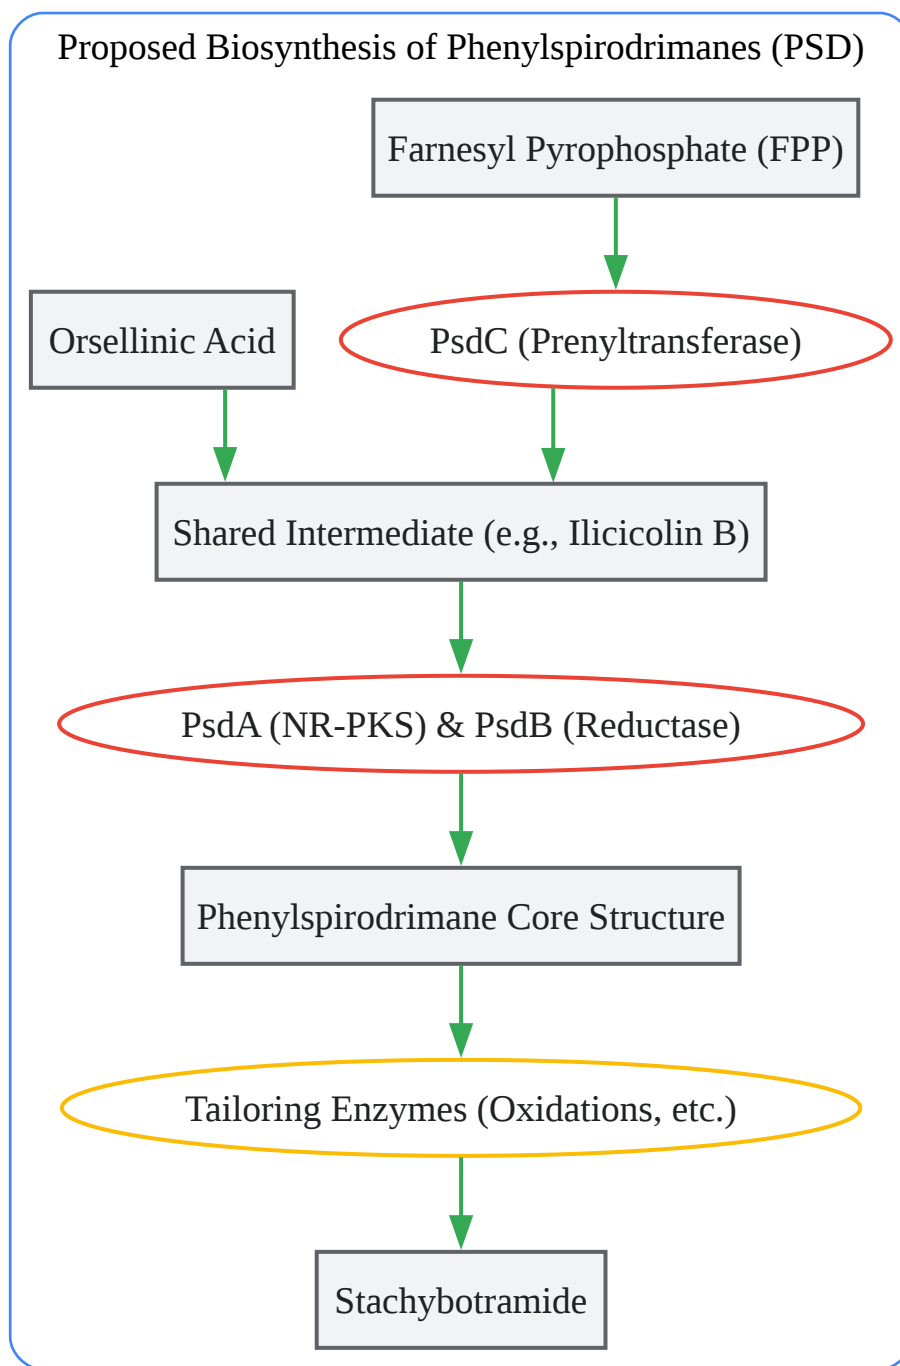 Proposed Biosynthesis of Phenylspirodrimanes (PSD)
Farnesyl Pyrophosphate (FPP)
Orsellinic Acid
PsdC (Prenyltransferase)
Shared Intermediate (e.g., Ilicicolin B)
PsdA (NR-PKS) & PsdB (Reductase)
Phenylspirodrimane Core Structure
Tailoring Enzymes (Oxidations, etc.)
Stachybotramide